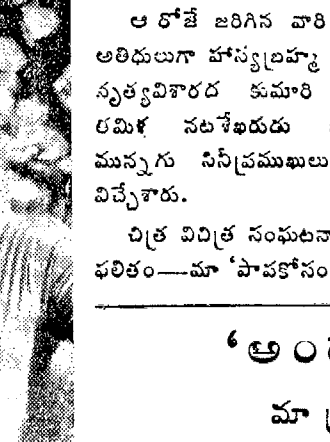 ఆ రోజే జరిగిన వారి
అతిథులుగా హాస్యబ్రహ్మ
నృత్యవిశారద కుమారి
తమిళ నటశేఖరుడు
మున్నగు సినీప్రముఖులు
విచ్చేశారు.
చిత్ర విచిత్ర సంఘటనా
ఫలితం—మా 'పాపకోసం
'అం
మా